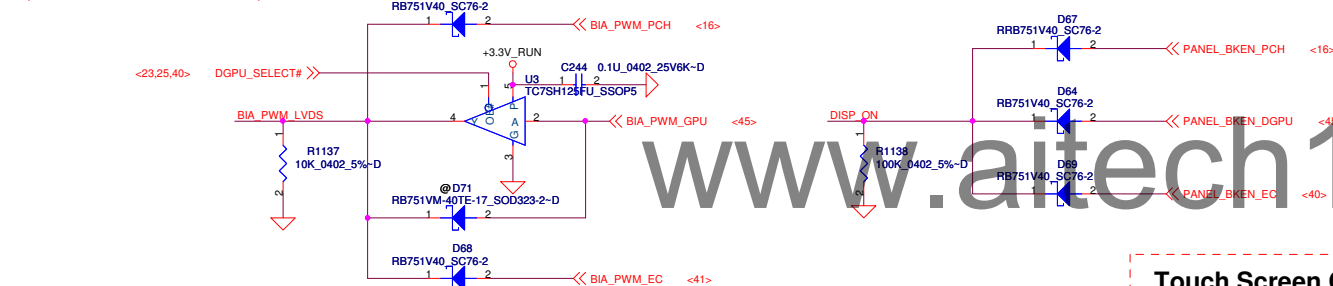 RB751V40_SC76-2
1 2
BIA_PWM_PCH <16>
+3.3V_RUN
<23,25,40> DGPU_SELECT#
C244 0.1U_0402_25V6K~D
1 2
1
5
U3
TC7SH125FU_SSOP5
P
OE#
BIA_PWM_LVDS
4
A
Y
G
2
BIA_PWM_GPU <45>
3
1
R1137
10K_0402_5%~D
2
@D71
RB751VM-40TE-17_SOD323-2~D
1 2
D68
RB751V40_SC76-2
1 2
BIA_PWM_EC <41>
D67
RRB751V40_SC76-2
1 2
PANEL_BKEN_PCH <16>
D64
RB751V40_SC76-2
1 2
PANEL_BKEN_DGPU
DISP_ON
1
R1138
100K_0402_5%~D
2
D69
RB751V40_SC76-2
1 2
PANEL_BKEN_EC <40>
www.aitech1
Touch Screen